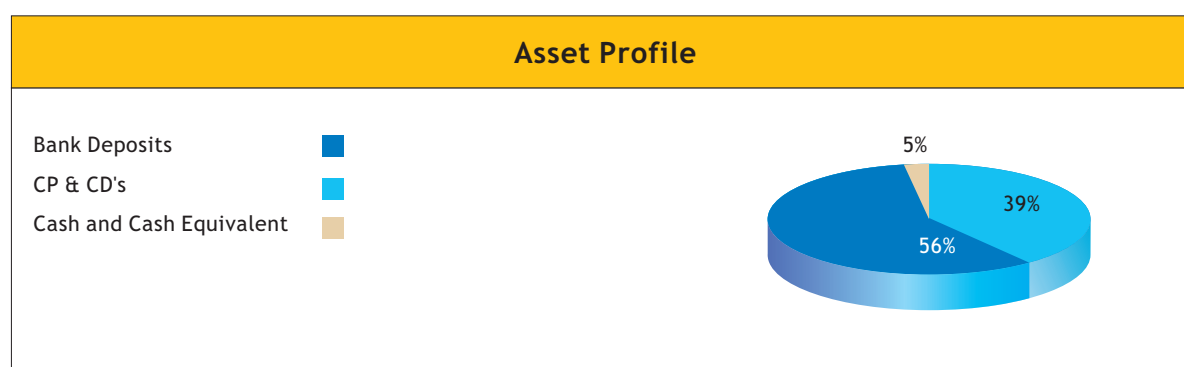 Asset Profile
Bank Deposits
CP & CD's
Cash and Cash Equivalent
5%
39%
56%